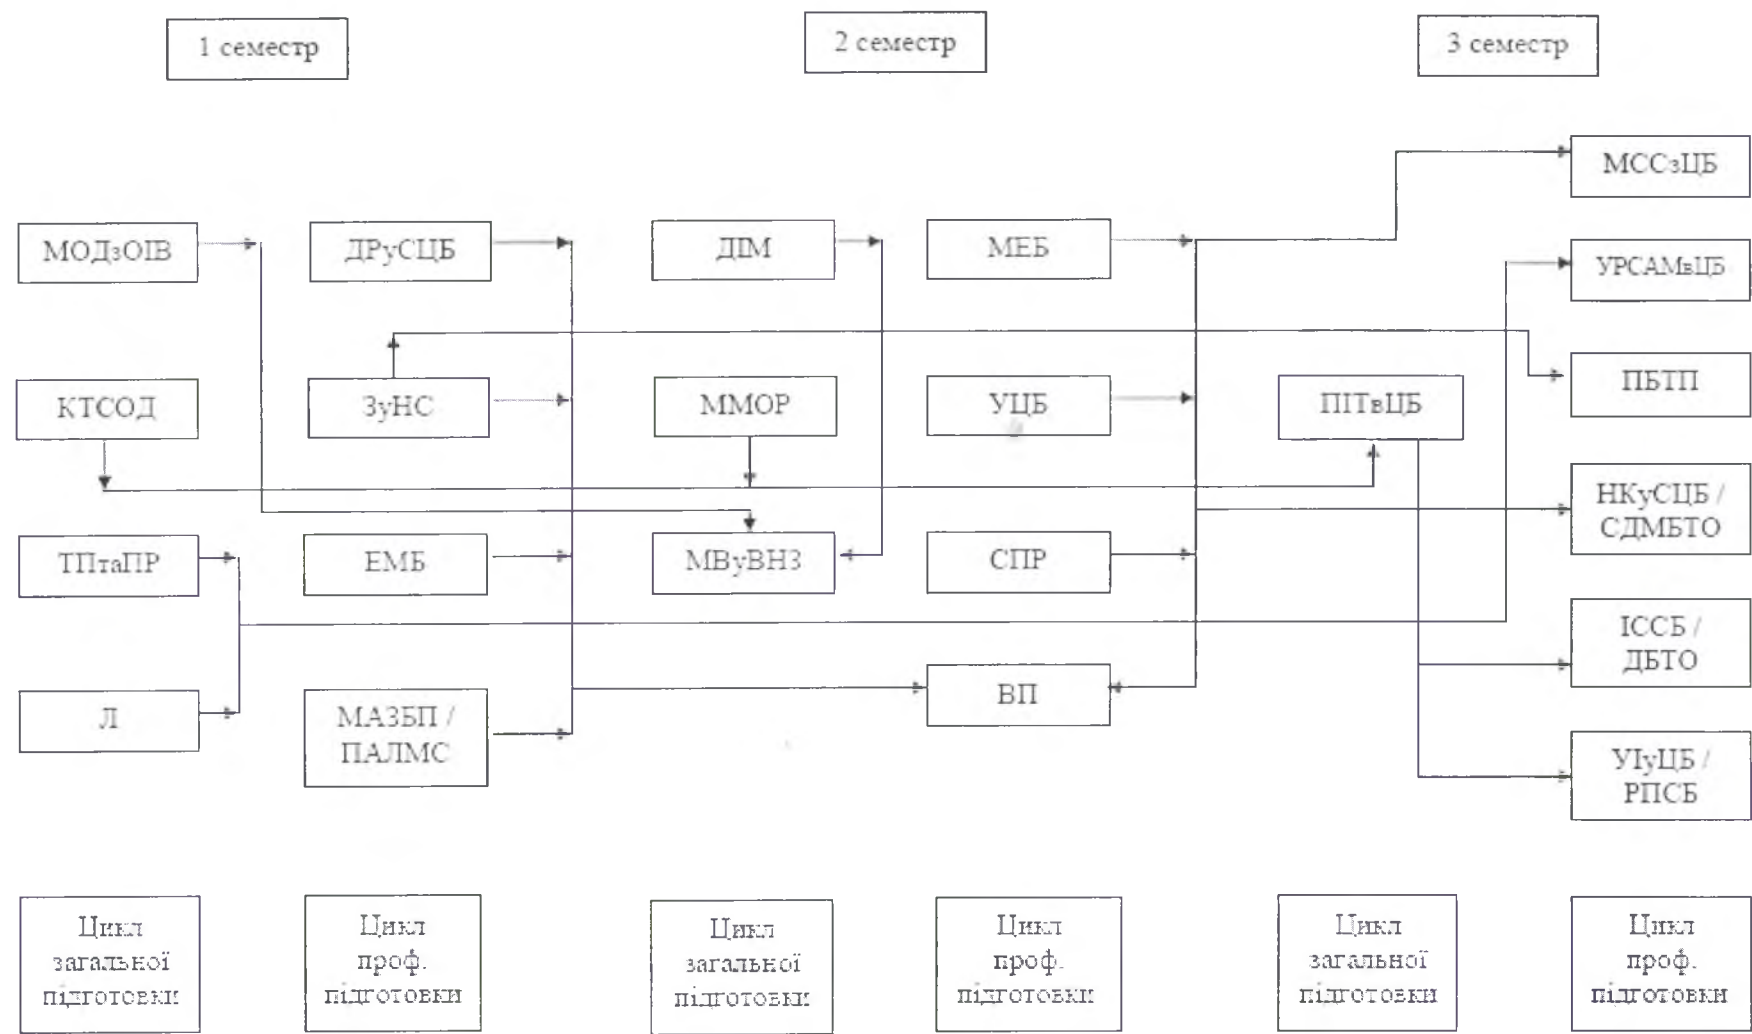 1 семестр
2 семестр
3 семестр
МССзЦБ
МОДзОІВ
ДРуСЦБ
ДІМ
МЕБ
УРСАМвЦБ
КТСОД
ЗуНС
ММОР
УЦБ
ПІТвЦБ
ПБТП
НКуСЦБ /
СДМБТО
ТПтаПР
ЕМБ
МВуВНЗ
СПР
ІССБ /
ДБТО
Л
МАЗБП /
ПАЛМС
ВП
УІуЦБ /
РПСБ
Цикл
загальної
підготовки
Цикл
проф.
підготовки
Цикл
загальної
підготовки
Цикл
проф.
підготовки
Цикл
загальної
підготовки
Цикл
проф.
підготовки